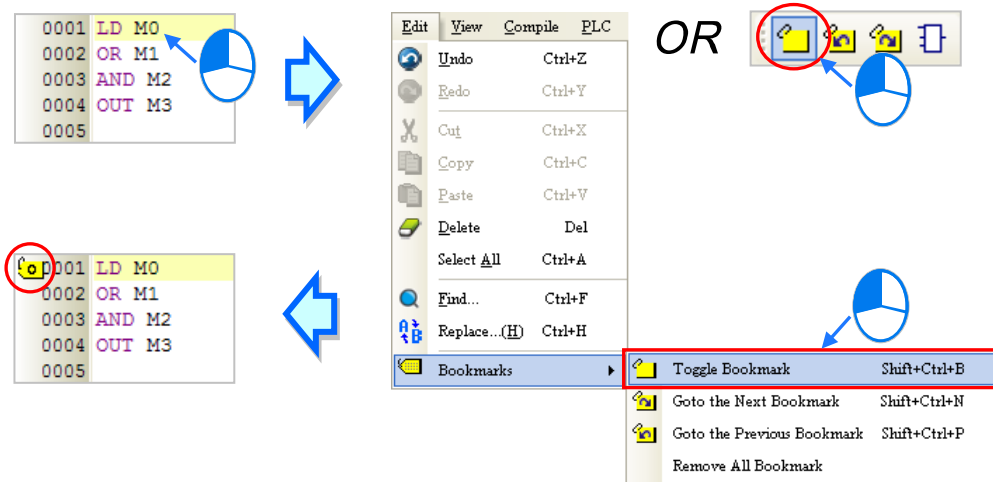 0001 LD M0
0002 OR M1
0003 AND M2
0004 OUT M3
0005
Edit View Compile PLC
Undo Ctrl+Z
Redo Ctrl+Y
Cut Ctrl+X
Copy Ctrl+C
Paste Ctrl+V
Delete Del
Select All Ctrl+A
Find... Ctrl+F
Replace...(H) Ctrl+H
Bookmarks
Toggle Bookmark Shift+Ctrl+B
Goto the Next Bookmark Shift+Ctrl+N
Goto the Previous Bookmark Shift+Ctrl+P
Remove All Bookmark
OR
0001 LD M0
0002 OR M1
0003 AND M2
0004 OUT M3
0005